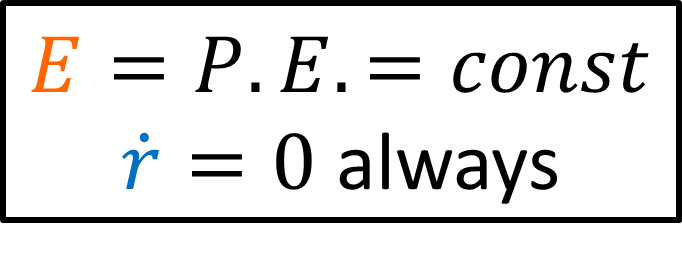 E = P.E. = const
ṙ = 0 always